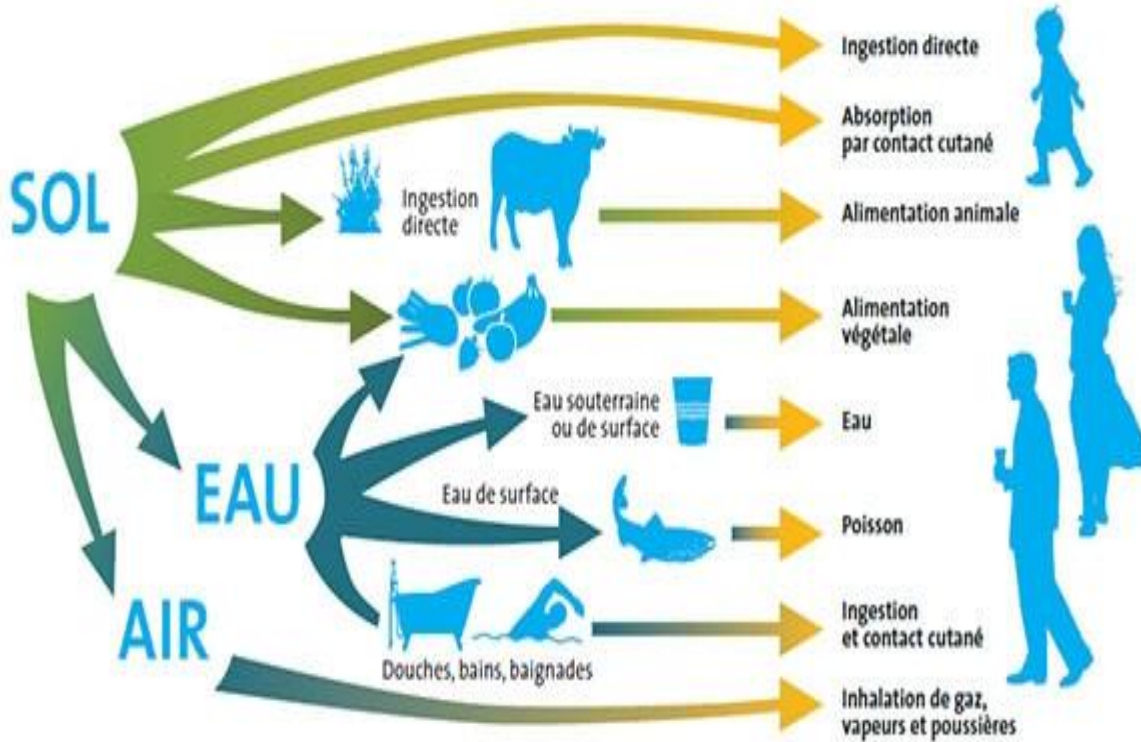 Ingestion directe
Absorption
par contact cutané
SOL
Ingestion
directe
Alimentation animale
Alimentation
végétale
Eau souterraine
ou de surface
Eau
EAU
Eau de surface
Poisson
AIR
Douches, bains, baignades
Ingestion
et contact cutané
Inhalation de gaz,
vapeurs et poussières